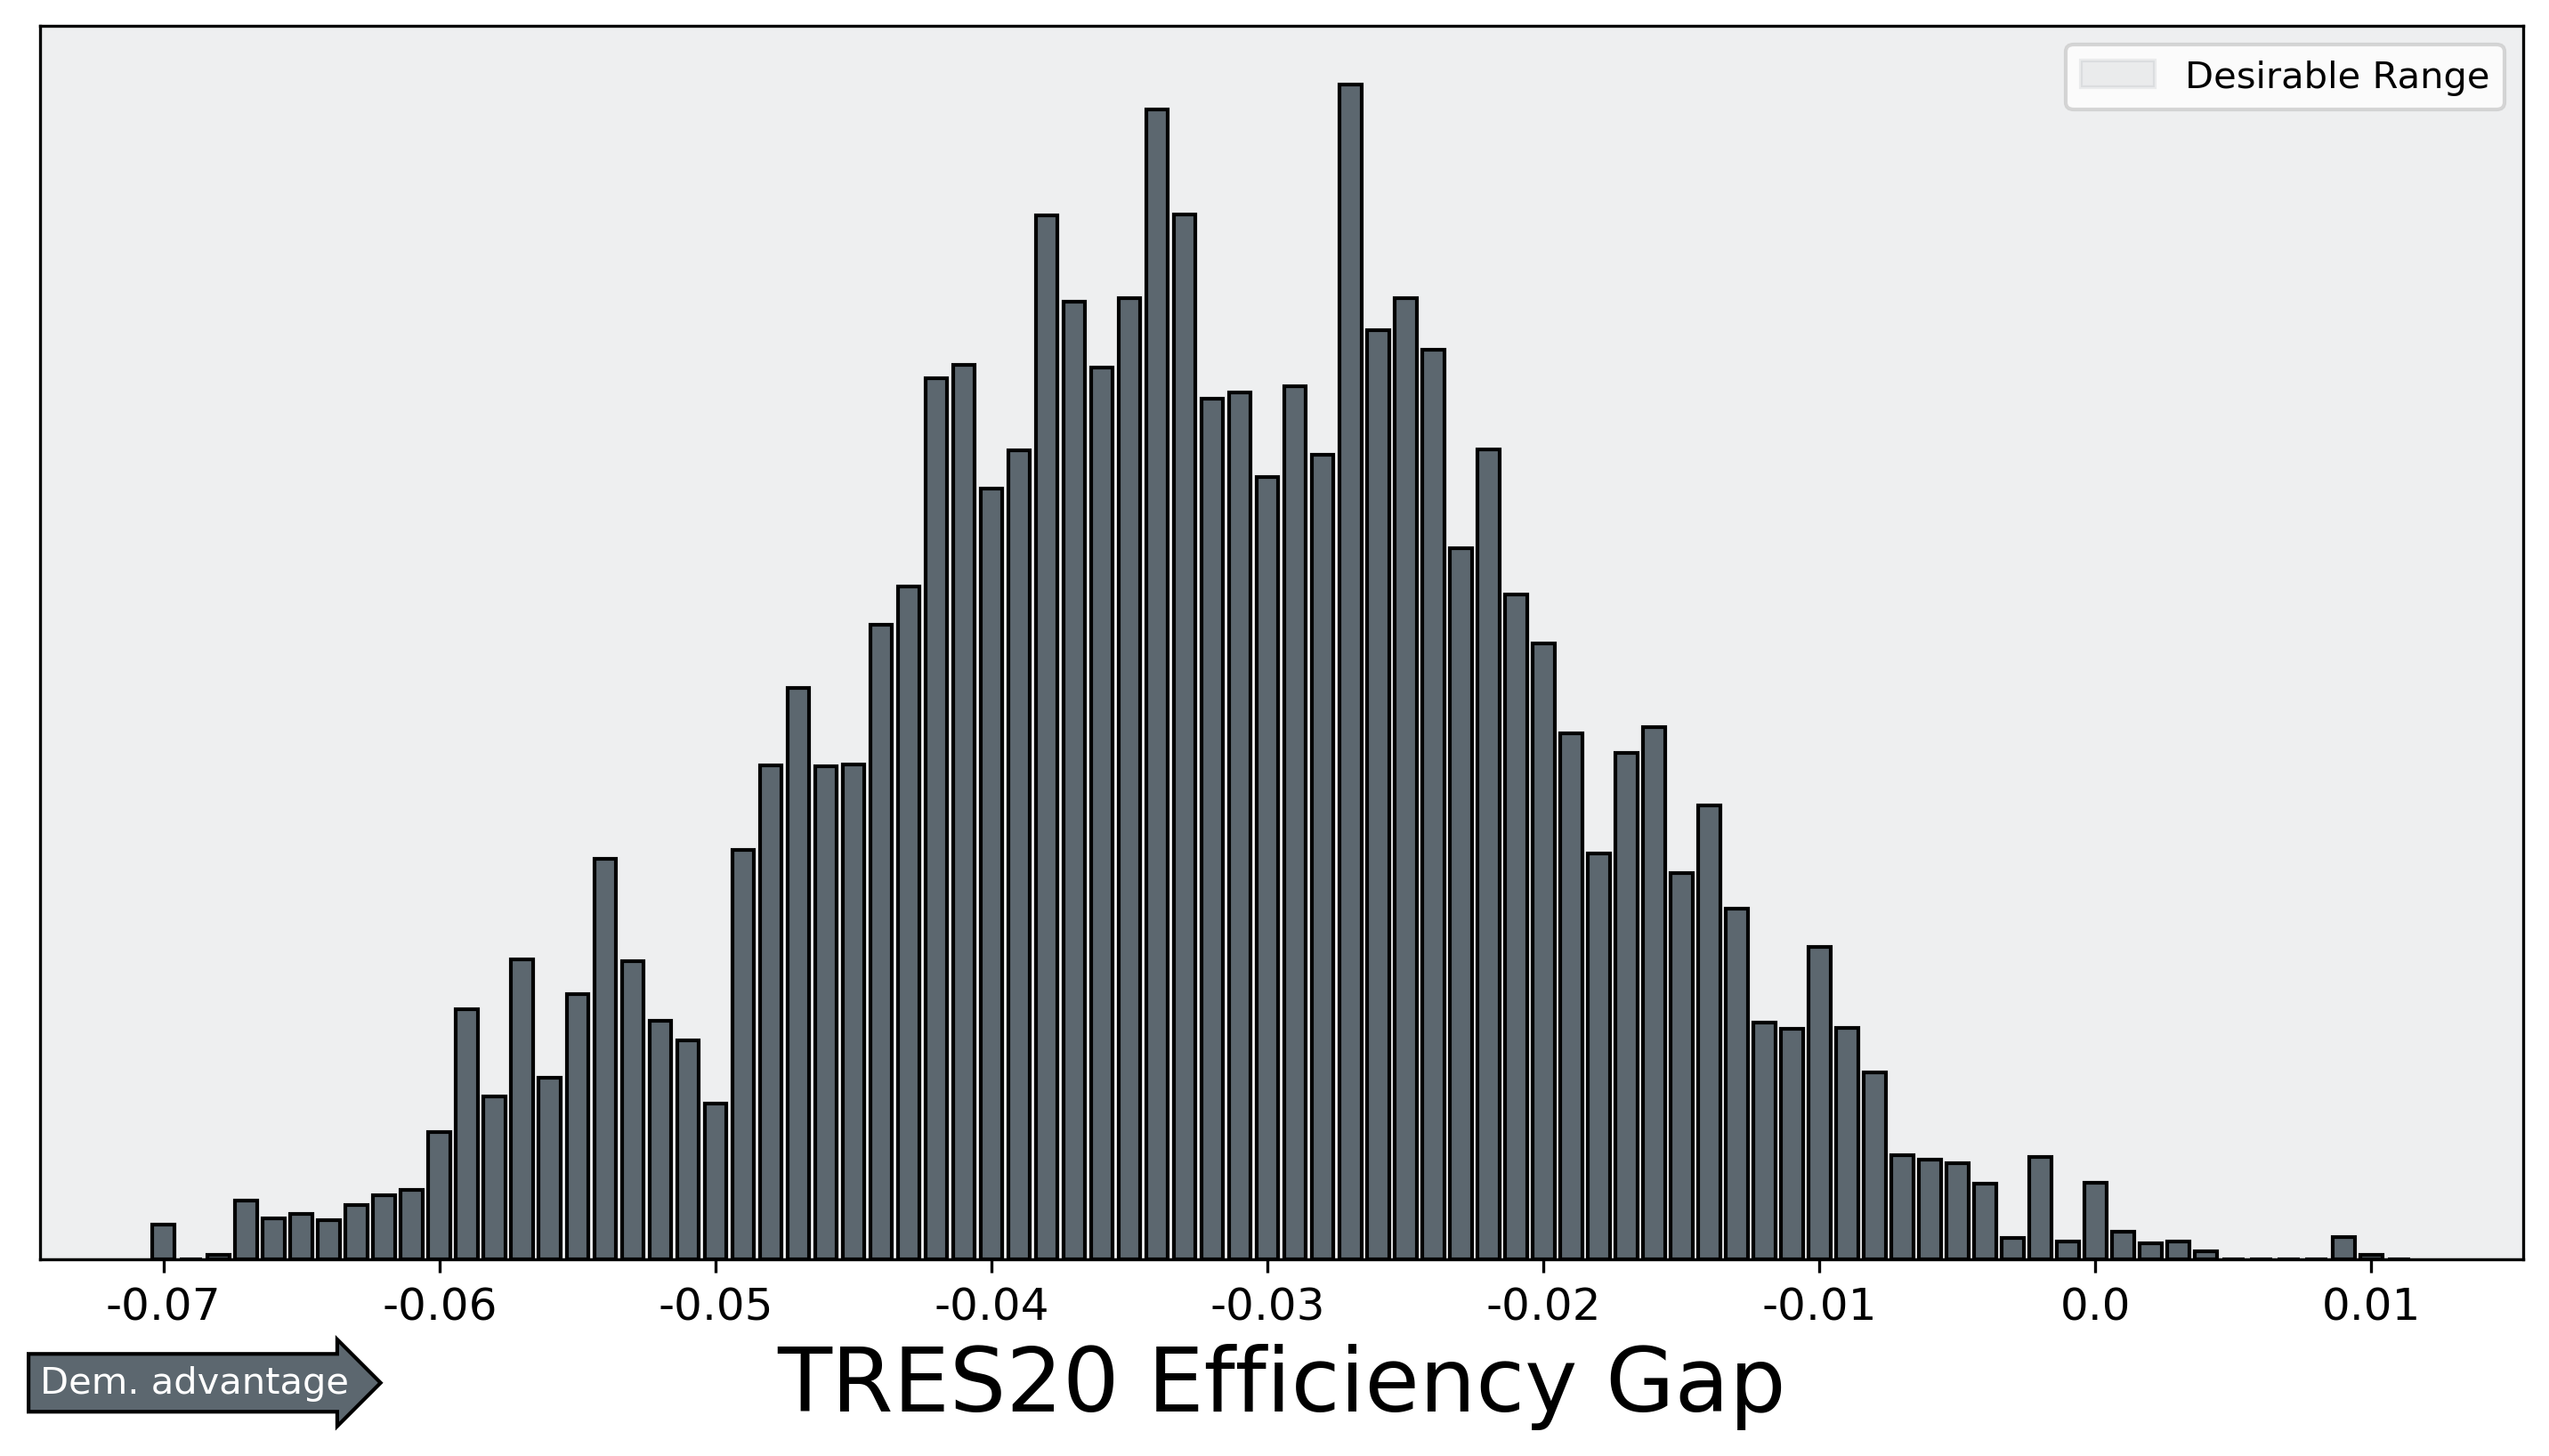 Desirable Range
-0.07 -0.06 -0.05 -0.04 -0.03 -0.02 -0.01 0.0 0.01
Dem. advantage
TRES20 Efficiency Gap